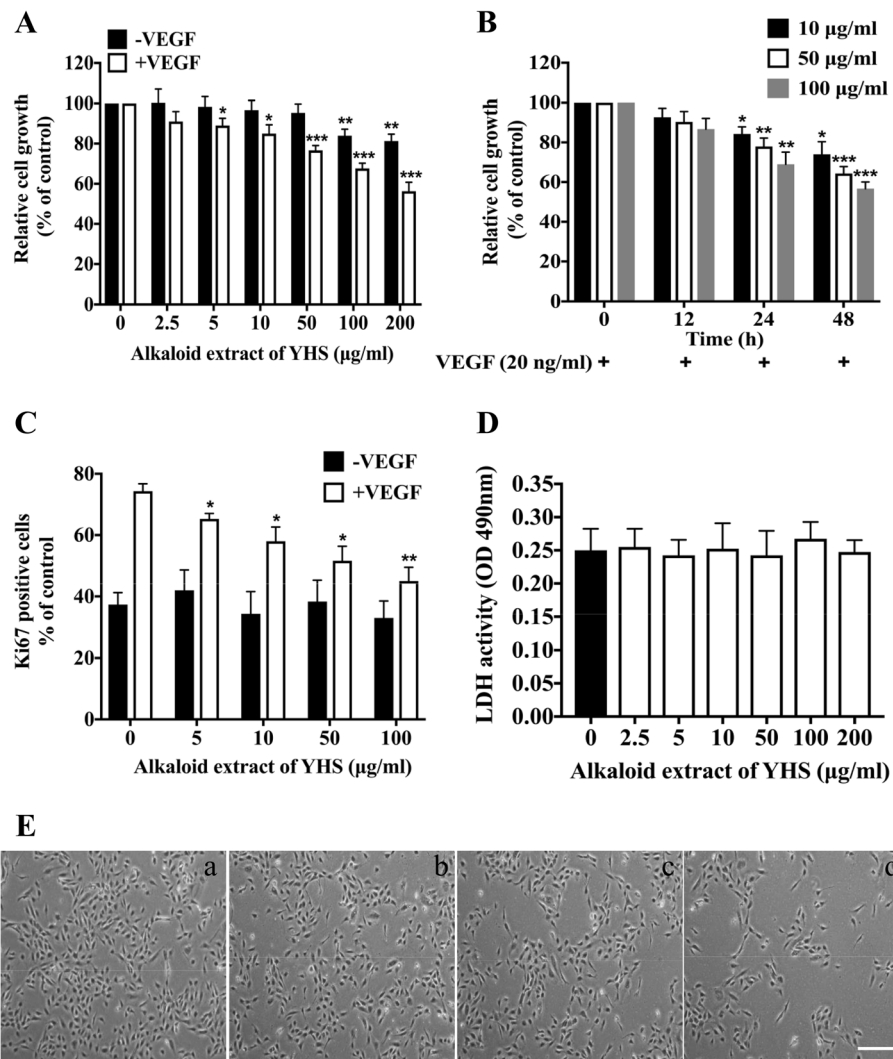 A
-VEGF
+VEGF
120
100
80
60
40
20
0
Relative cell growth
(% of control)
*
*
***
**
***
**
***
0 2.5 5 10 50 100 200
Alkaloid extract of YHS (μg/ml)
B
10 μg/ml
50 μg/ml
100 μg/ml
120
100
80
60
40
20
0
Relative cell growth
(% of control)
*
**
**
*
***
***
0 12 24 48
Time (h)
VEGF (20 ng/ml) + + + +
C
-VEGF
+VEGF
80
60
40
20
0
Ki67 positive cells
% of control
*
*
*
**
0 5 10 50 100
Alkaloid extract of YHS (μg/ml)
D
0.35
0.30
0.25
0.20
0.15
0.10
0.05
0.00
LDH activity (OD 490nm)
0 2.5 5 10 50 100 200
Alkaloid extract of YHS (μg/ml)
E
a b c